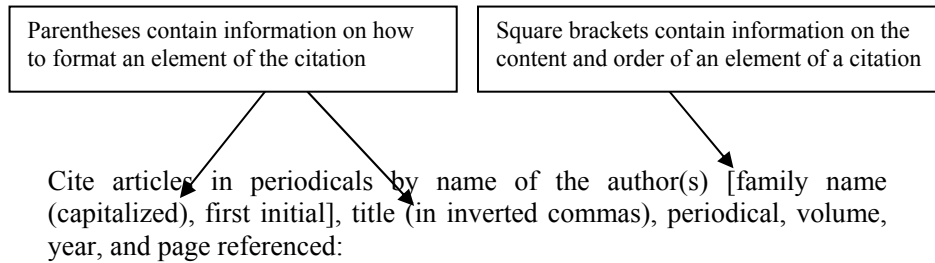 Parentheses contain information on how
to format an element of the citation
Square brackets contain information on the
content and order of an element of a citation
Cite articles in periodicals by name of the author(s) [family name
(capitalized), first initial], title (in inverted commas), periodical, volume,
year, and page referenced: